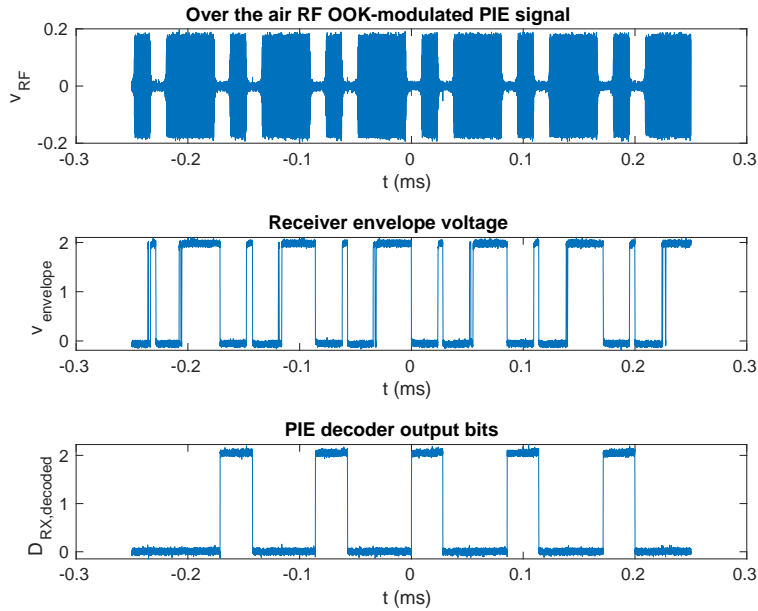 Over the air RF OOK-modulated PIE signal
0.2
0
-0.2
v_RF
-0.3 -0.2 -0.1 0 0.1 0.2 0.3
t (ms)
Receiver envelope voltage
2
1
0
v_envelope
-0.3 -0.2 -0.1 0 0.1 0.2 0.3
t (ms)
PIE decoder output bits
2
1
0
D_RX,decoded
-0.3 -0.2 -0.1 0 0.1 0.2 0.3
t (ms)